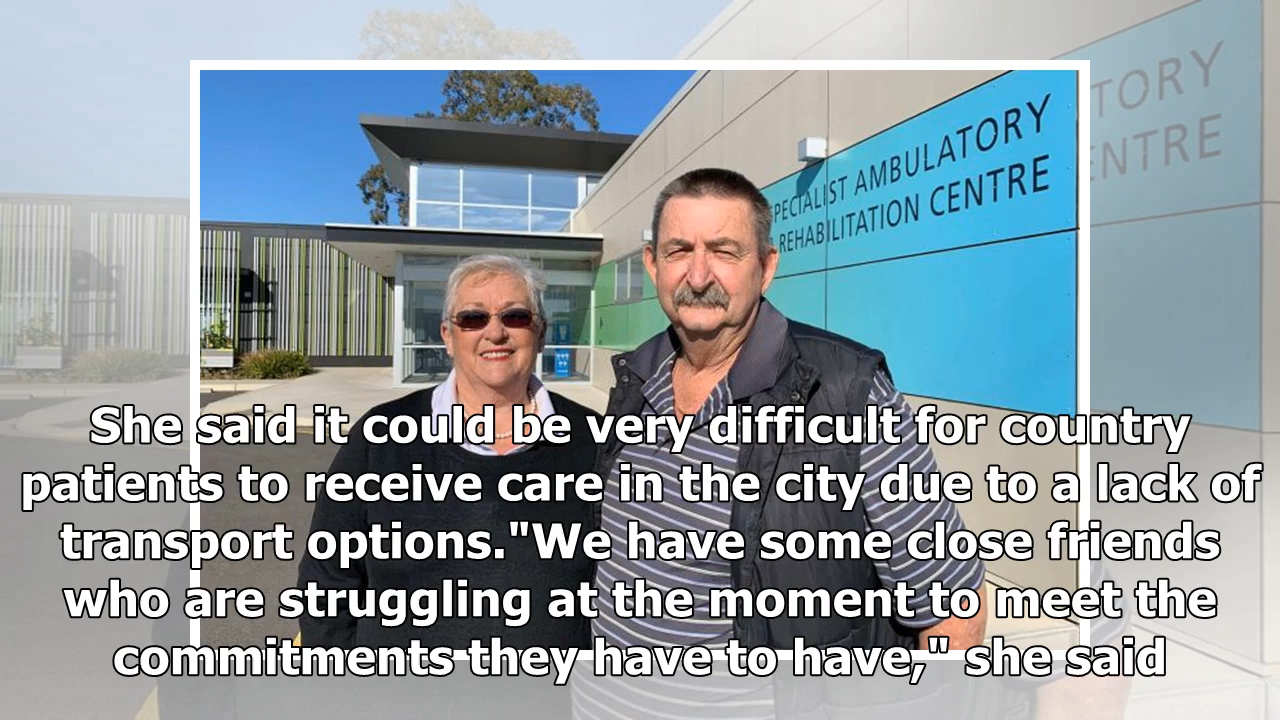 SPECIALIST AMBULATORY
REHABILITATION CENTRE
TORY
ENTRE
She said it could be very difficult for country
patients to receive care in the city due to a lack of
transport options."We have some close friends
who are struggling at the moment to meet the
commitments they have to have," she said